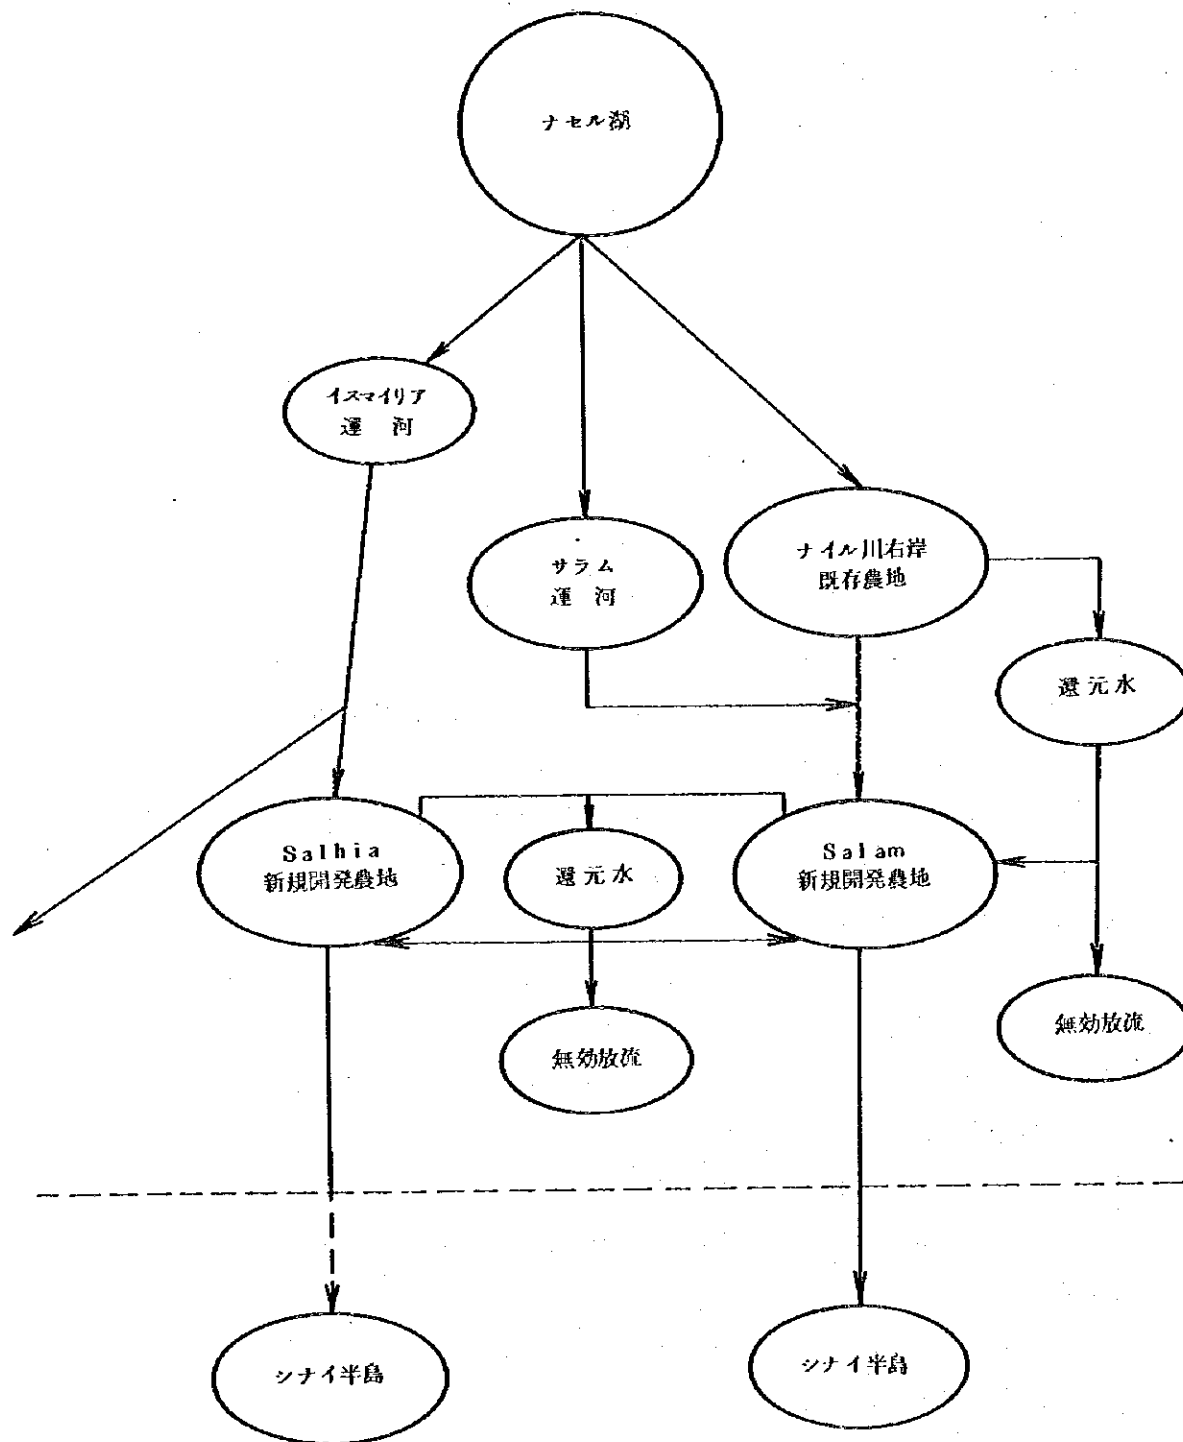 ナセル湖
イスマイリア
運 河
サラム
運 河
ナイル川右岸
既存農地
還元水
Salhia
新規開発農地
還元水
Salam
新規開発農地
無効放流
無効放流
シナイ半島
シナイ半島